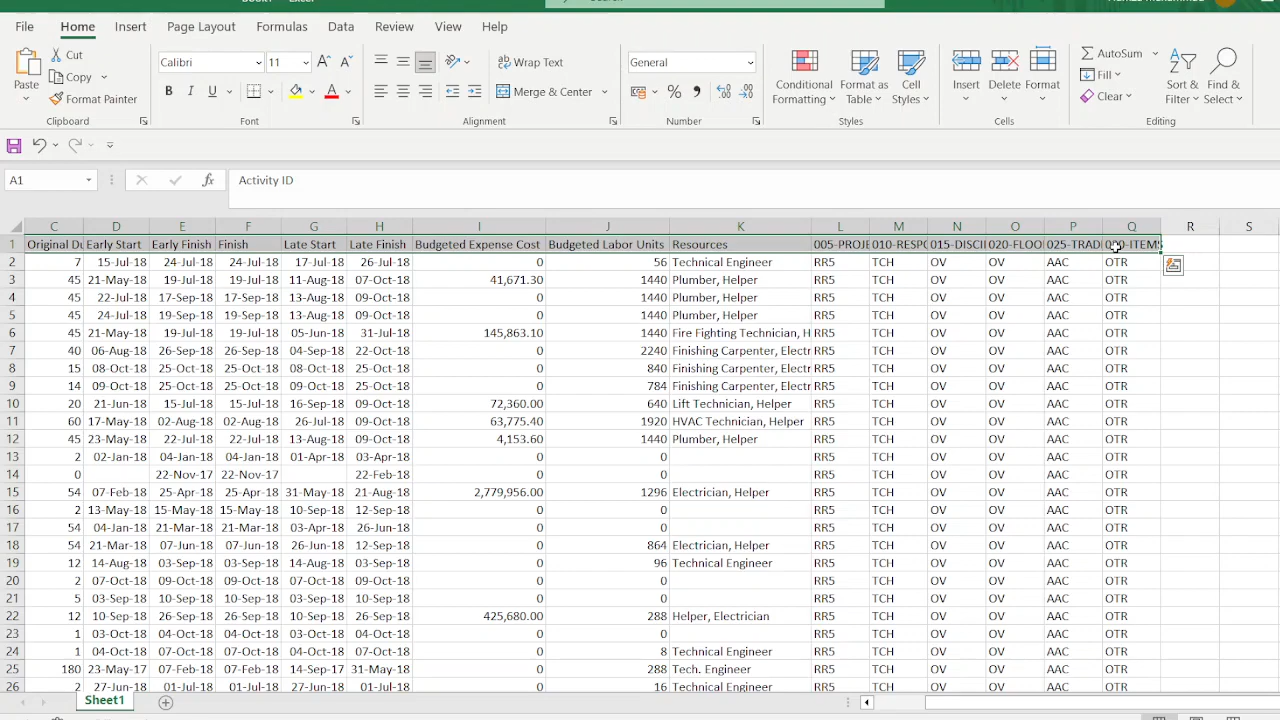 File Home Insert Page Layout Formulas Data Review View Help
Paste
Cut
Copy
Format Painter
Clipboard
Calibri 11
B I U
Font
Wrap Text
Merge & Center
Alignment
General
Number
Conditional Formatting
Format as Table
Cell Styles
Styles
Insert Delete Format
Cells
AutoSum
Fill
Clear
Sort & Filter
Find & Select
Editing
A1 fx Activity ID
C D E F G H I J K L M N O P Q R S
1 Original Du Early Start Early Finish Finish Late Start Late Finish Budgeted Expense Cost Budgeted Labor Units Resources 005-PROJE 010-RESPO 015-DISCI 020-FLOO 025-TRAD
2 7 15-Jul-18 24-Jul-18 24-Jul-18 17-Jul-18 26-Jul-18 0 56 Technical Engineer RR5 TCH OV OV AAC OTR
3 45 21-May-18 19-Jul-18 19-Jul-18 11-Aug-18 07-Oct-18 41,671.30 1440 Plumber, Helper RR5 TCH OV OV AAC OTR
4 45 22-Jul-18 17-Sep-18 17-Sep-18 13-Aug-18 09-Oct-18 0 1440 Plumber, Helper RR5 TCH OV OV AAC OTR
5 45 24-Jul-18 19-Sep-18 19-Sep-18 13-Aug-18 09-Oct-18 0 1440 Plumber, Helper RR5 TCH OV OV AAC OTR
6 45 21-May-18 19-Jul-18 19-Jul-18 05-Jun-18 31-Jul-18 145,863.10 1440 Fire Fighting Technician, H RR5 TCH OV OV AAC OTR
7 40 06-Aug-18 26-Sep-18 26-Sep-18 04-Sep-18 22-Oct-18 0 2240 Finishing Carpenter, Electr RR5 TCH OV OV AAC OTR
8 15 08-Oct-18 25-Oct-18 25-Oct-18 08-Oct-18 25-Oct-18 0 840 Finishing Carpenter, Electr RR5 TCH OV OV AAC OTR
9 14 09-Oct-18 25-Oct-18 25-Oct-18 09-Oct-18 25-Oct-18 0 784 Finishing Carpenter, Electr RR5 TCH OV OV AAC OTR
10 20 21-Jun-18 15-Jul-18 15-Jul-18 16-Sep-18 09-Oct-18 72,360.00 640 Lift Technician, Helper RR5 TCH OV OV AAC OTR
11 60 17-May-18 02-Aug-18 02-Aug-18 26-Jul-18 09-Oct-18 63,775.40 1920 HVAC Technician, Helper RR5 TCH OV OV AAC OTR
12 45 23-May-18 22-Jul-18 22-Jul-18 13-Aug-18 09-Oct-18 4,153.60 1440 Plumber, Helper RR5 TCH OV OV AAC OTR
13 2 02-Jan-18 04-Jan-18 04-Jan-18 01-Apr-18 03-Apr-18 0 0 RR5 TCH OV OV AAC OTR
14 0 22-Nov-17 22-Nov-17 22-Feb-18 0 0 RR5 TCH OV OV AAC OTR
15 54 07-Feb-18 25-Apr-18 25-Apr-18 31-May-18 21-Aug-18 2,779,956.00 1296 Electrician, Helper RR5 TCH OV OV AAC OTR
16 2 13-May-18 15-May-18 15-May-18 10-Sep-18 12-Sep-18 0 0 RR5 TCH OV OV AAC OTR
17 54 04-Jan-18 21-Mar-18 21-Mar-18 03-Apr-18 26-Jun-18 0 0 RR5 TCH OV OV AAC OTR
18 54 21-Mar-18 07-Jun-18 07-Jun-18 26-Jun-18 12-Sep-18 0 864 Electrician, Helper RR5 TCH OV OV AAC OTR
19 12 14-Aug-18 03-Sep-18 03-Sep-18 14-Aug-18 03-Sep-18 0 96 Technical Engineer RR5 TCH OV OV AAC OTR
20 2 07-Oct-18 09-Oct-18 09-Oct-18 07-Oct-18 09-Oct-18 0 0 RR5 TCH OV OV AAC OTR
21 5 03-Sep-18 10-Sep-18 10-Sep-18 03-Sep-18 10-Sep-18 0 0 RR5 TCH OV OV AAC OTR
22 12 10-Sep-18 26-Sep-18 26-Sep-18 10-Sep-18 26-Sep-18 425,680.00 288 Helper, Electrician RR5 TCH OV OV AAC OTR
23 1 03-Oct-18 04-Oct-18 04-Oct-18 03-Oct-18 04-Oct-18 0 0 RR5 TCH OV OV AAC OTR
24 1 04-Oct-18 07-Oct-18 07-Oct-18 04-Oct-18 07-Oct-18 0 8 Technical Engineer RR5 TCH OV OV AAC OTR
25 180 23-May-17 07-Feb-18 07-Feb-18 14-Sep-17 31-May-18 0 288 Tech. Engineer RR5 TCH OV OV AAC OTR
26 2 27-Jun-18 01-Jul-18 01-Jul-18 27-Jun-18 01-Jul-18 0 16 Technical Engineer RR5 TCH OV OV AAC OTR
Sheet1